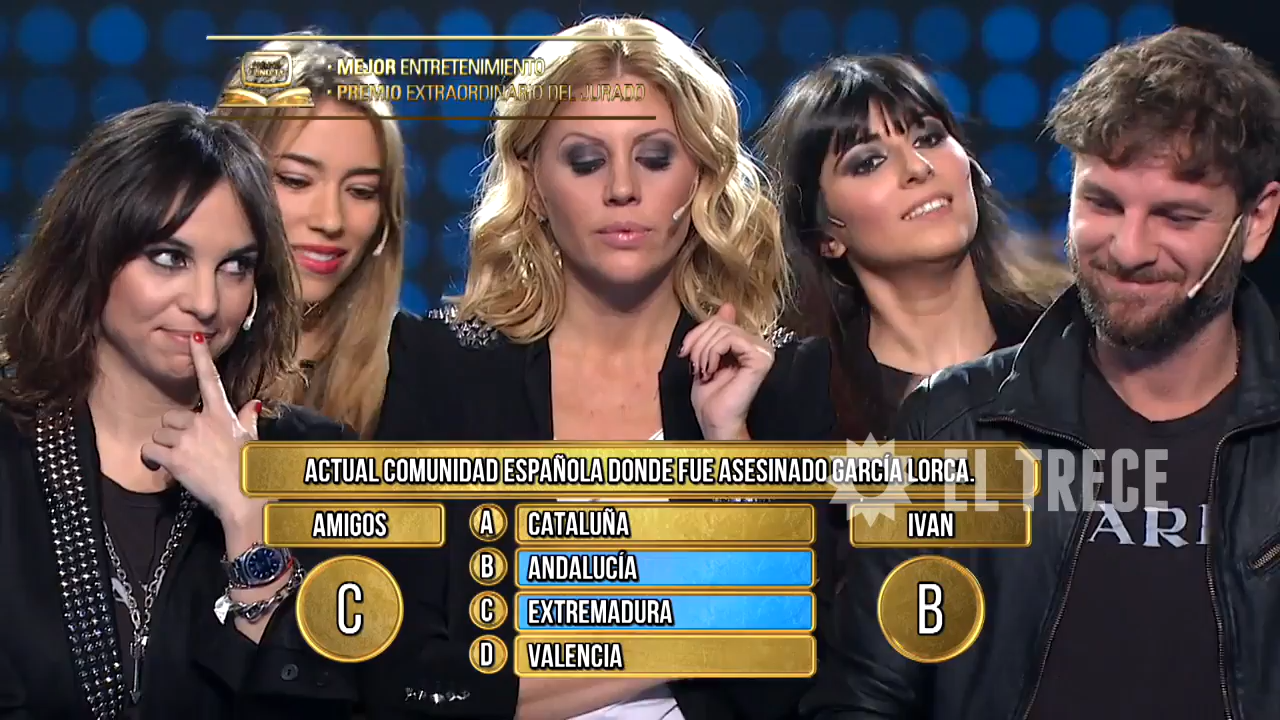 · MEJOR ENTRETENIMIENTO
· PREMIO EXTRAORDINARIO DEL JURADO
ACTUAL COMUNIDAD ESPAÑOLA DONDE FUE ASESINADO GARCÍA LORCA.
EL TRECE
AMIGOS
A CATALUÑA
IVAN
B ANDALUCÍA
C
C EXTREMADURA
B
D VALENCIA